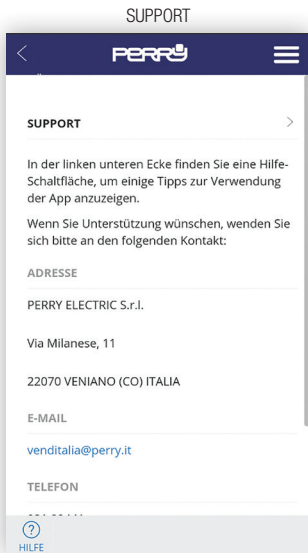 SUPPORT
PERRY
SUPPORT
In der linken unteren Ecke finden Sie eine Hilfe-
Schaltfläche, um einige Tipps zur Verwendung
der App anzuzeigen.
Wenn Sie Unterstützung wünschen, wenden Sie
sich bitte an den folgenden Kontakt:
ADRESSE
PERRY ELECTRIC S.r.l.
Via Milanese, 11
22070 VENIANO (CO) ITALIA
E-MAIL
venditalia@perry.it
TELEFON
?
HILFE